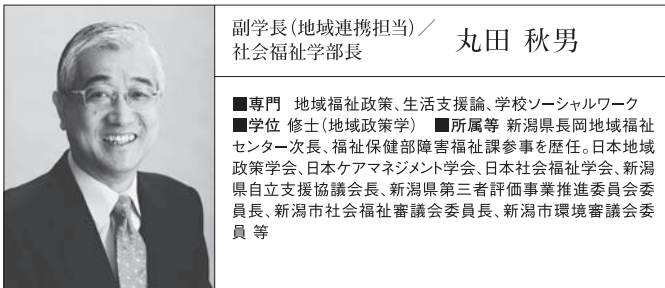 副学長（地域連携担当）／
社会福祉学部長
丸田 秋男
■専門 地域福祉政策、生活支援論、学校ソーシャルワーク
■学位 修士（地域政策学） ■所属等 新潟県長岡地域福祉
センター次長、福祉保健部障害福祉課参事を歴任。日本地域
政策学会、日本ケアマネジメント学会、日本社会福祉学会、新潟
県自立支援協議会長、新潟県第三者評価事業推進委員会委
員長、新潟市社会福祉審議会委員長、新潟市環境審議会委
員 等